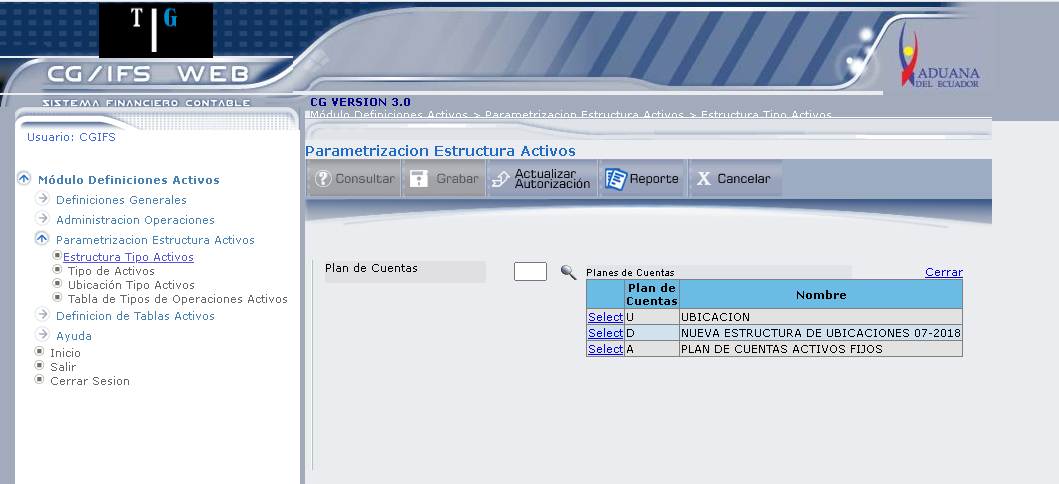 T G
CG/IFS WEB
SISTEMA FINANCIERO CONTABLE
ADUANA
DEL ECUADOR
CG VERSION 3.0
Módulo Definiciones Activos > Parametrizacion Estructura Activos > Estructura Tipo Activos
Usuario: CGIFS
Módulo Definiciones Activos
Definiciones Generales
Administracion Operaciones
Parametrizacion Estructura Activos
Estructura Tipo Activos
Tipo de Activos
Ubicación Tipo Activos
Tabla de Tipos de Operaciones Activos
Definicion de Tablas Activos
Ayuda
Inicio
Salir
Cerrar Sesion
Parametrizacion Estructura Activos
? Consultar Grabar Actualizar Autorización Reporte X Cancelar
Plan de Cuentas
Planes de Cuentas Cerrar
Plan de Cuentas Nombre
Select U UBICACION
Select D NUEVA ESTRUCTURA DE UBICACIONES 07-2018
Select A PLAN DE CUENTAS ACTIVOS FIJOS